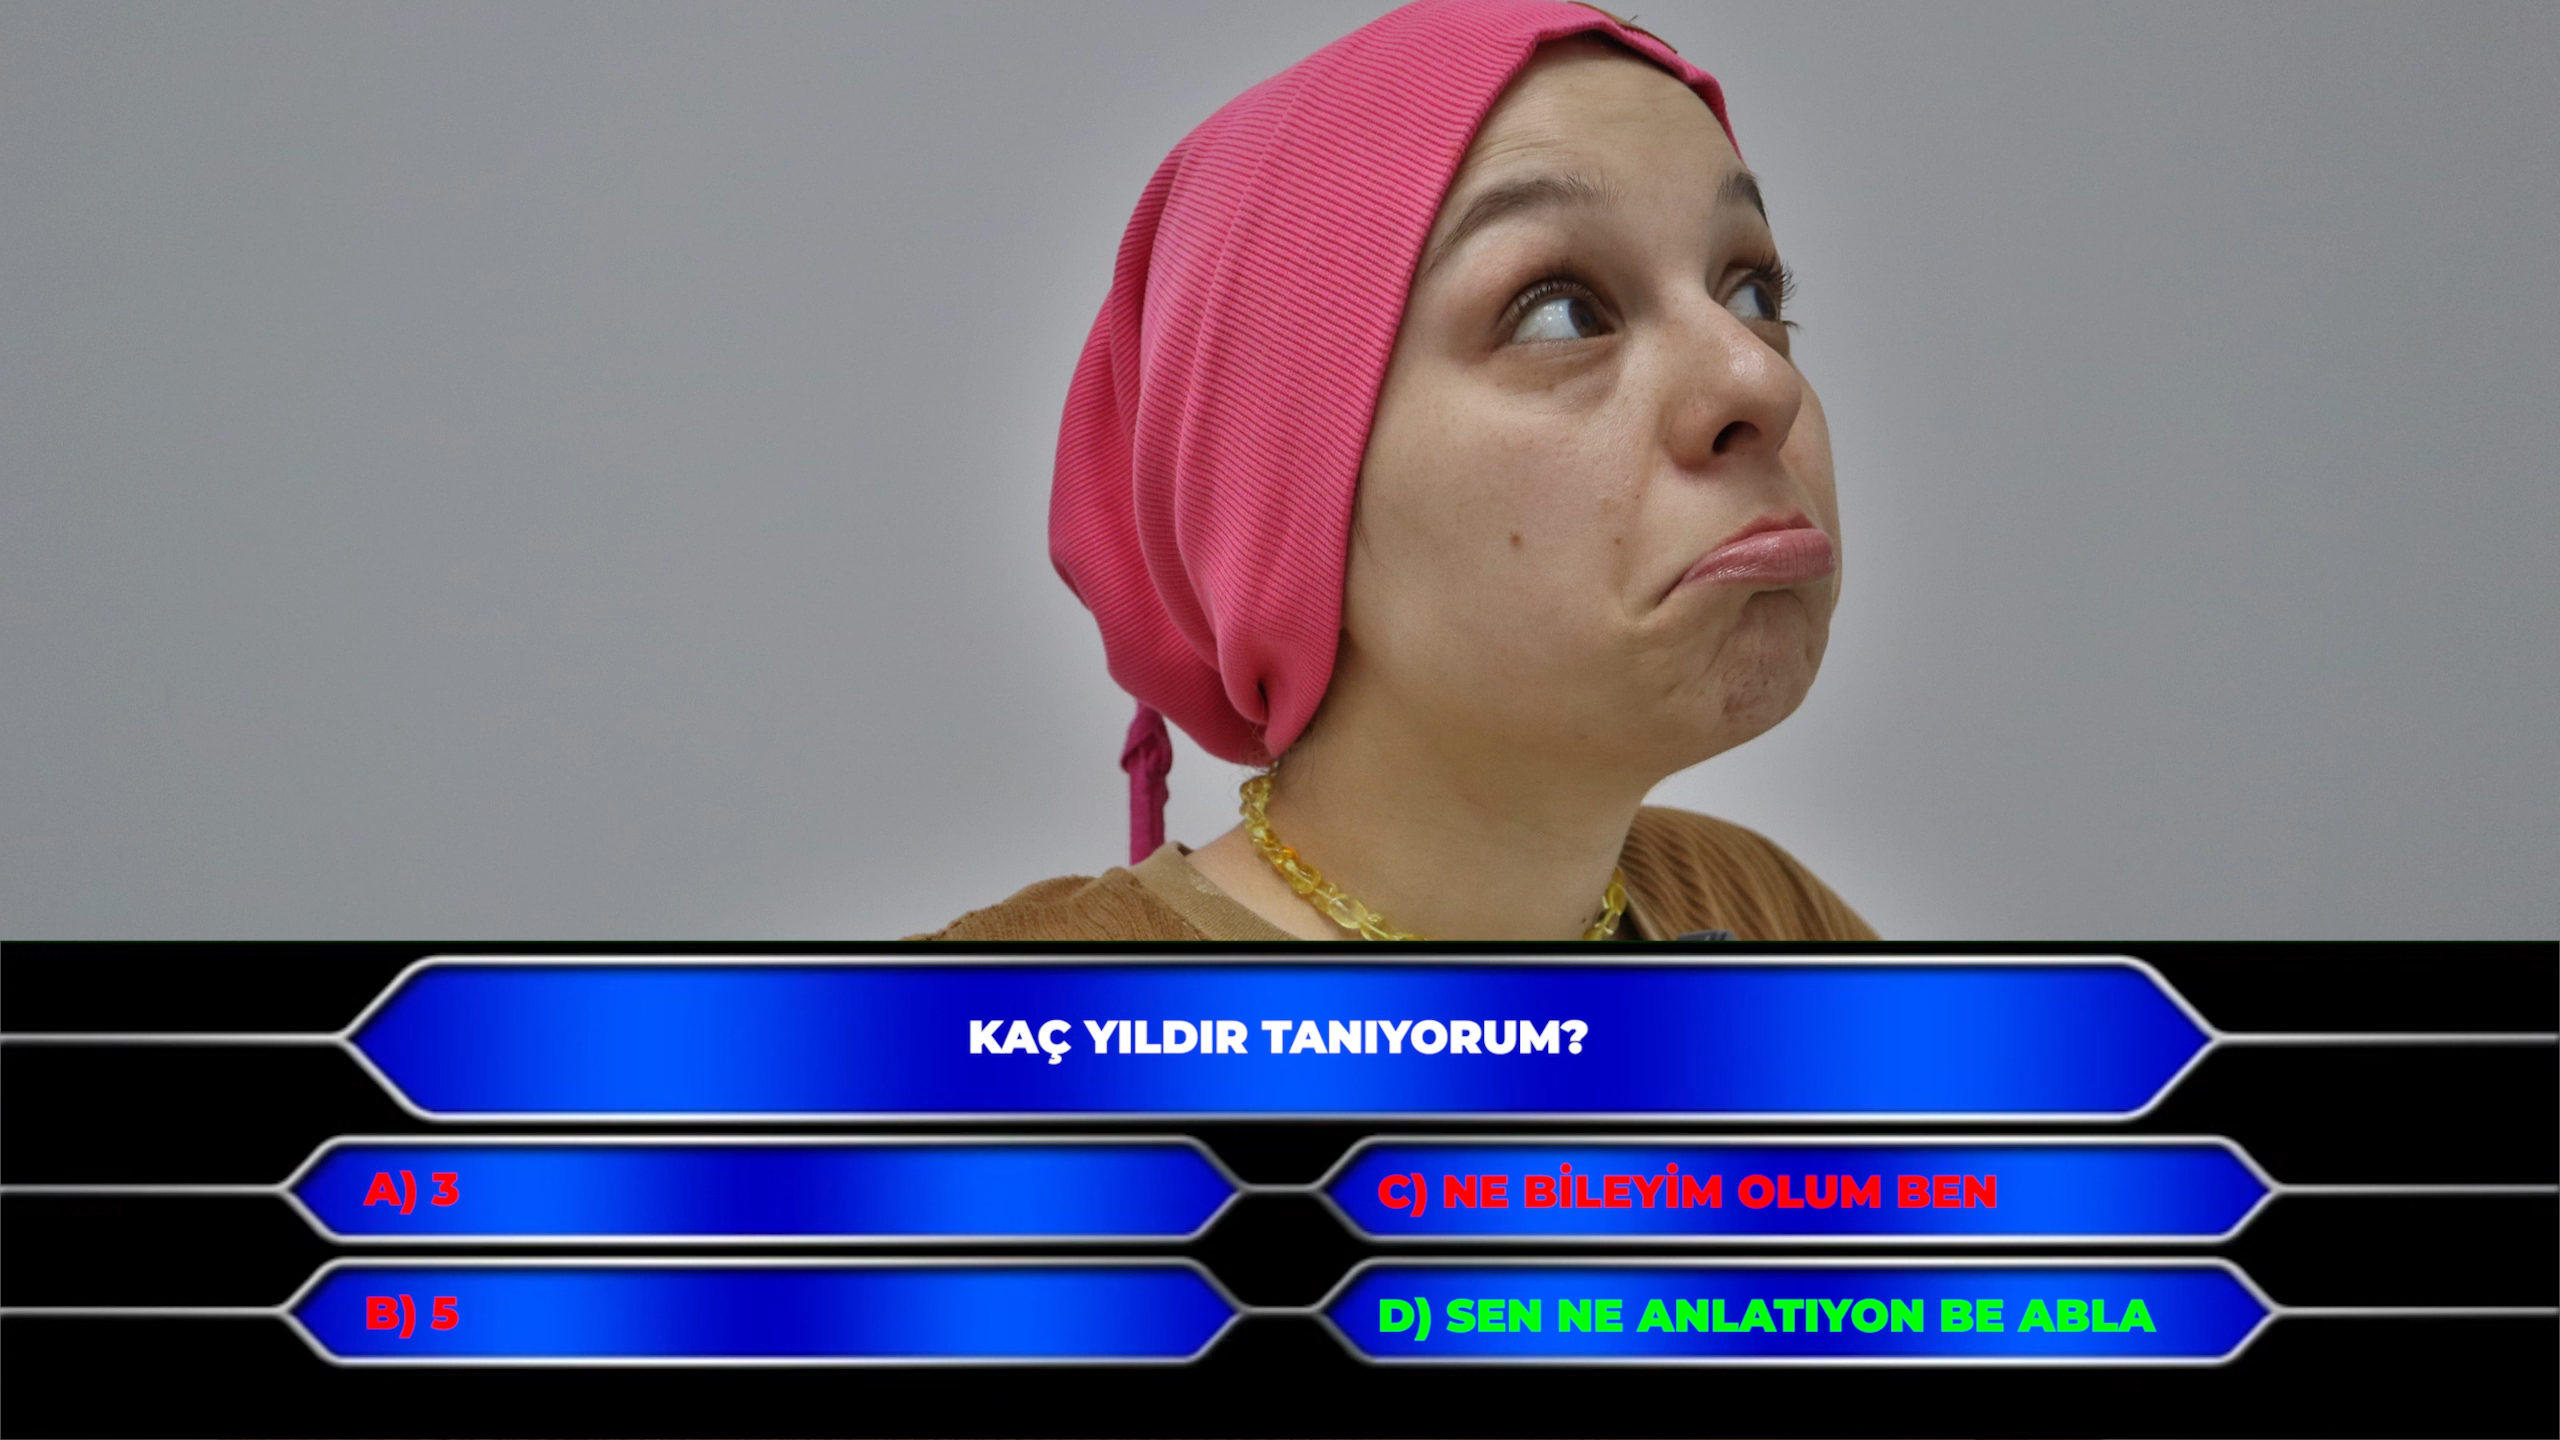 KAÇ YILDIR TANIYORUM?
A) 3
C) NE BİLEYİM OLUM BEN
B) 5
D) SEN NE ANLATIYON BE ABLA